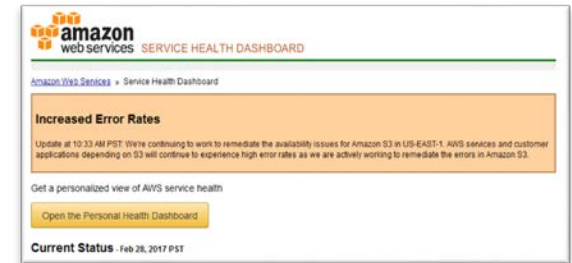 amazon
web services SERVICE HEALTH DASHBOARD
Amazon Web Services » Service Health Dashboard
Increased Error Rates
Update at 10:33 AM PST: We're continuing to work to remediate the availability issues for Amazon S3 in US-EAST-1. AWS services and customer
applications depending on S3 will continue to experience high error rates as we are actively working to remediate the errors in Amazon S3.
Get a personalized view of AWS service health
Open the Personal Health Dashboard
Current Status - Feb 28, 2017 PST